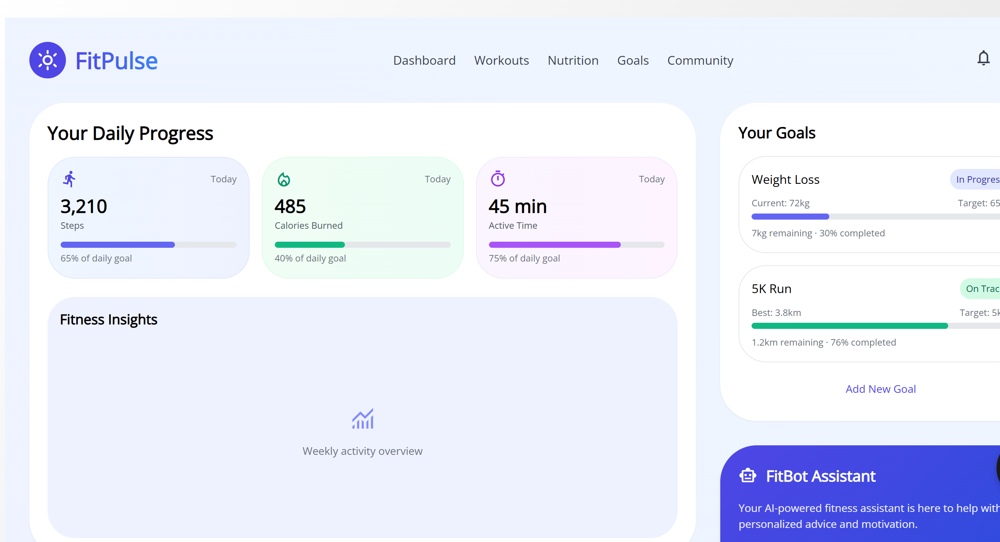 FitPulse
Dashboard Workouts Nutrition Goals Community
Your Daily Progress
Today
3,210
Steps
65% of daily goal
Today
485
Calories Burned
40% of daily goal
Today
45 min
Active Time
75% of daily goal
Fitness Insights
Weekly activity overview
Your Goals
Weight Loss
In Progres
Current: 72kg
Target: 65
7kg remaining · 30% completed
5K Run
On Trac
Best: 3.8km
Target: 5k
1.2km remaining · 76% completed
Add New Goal
FitBot Assistant
Your AI-powered fitness assistant is here to help with
personalized advice and motivation.